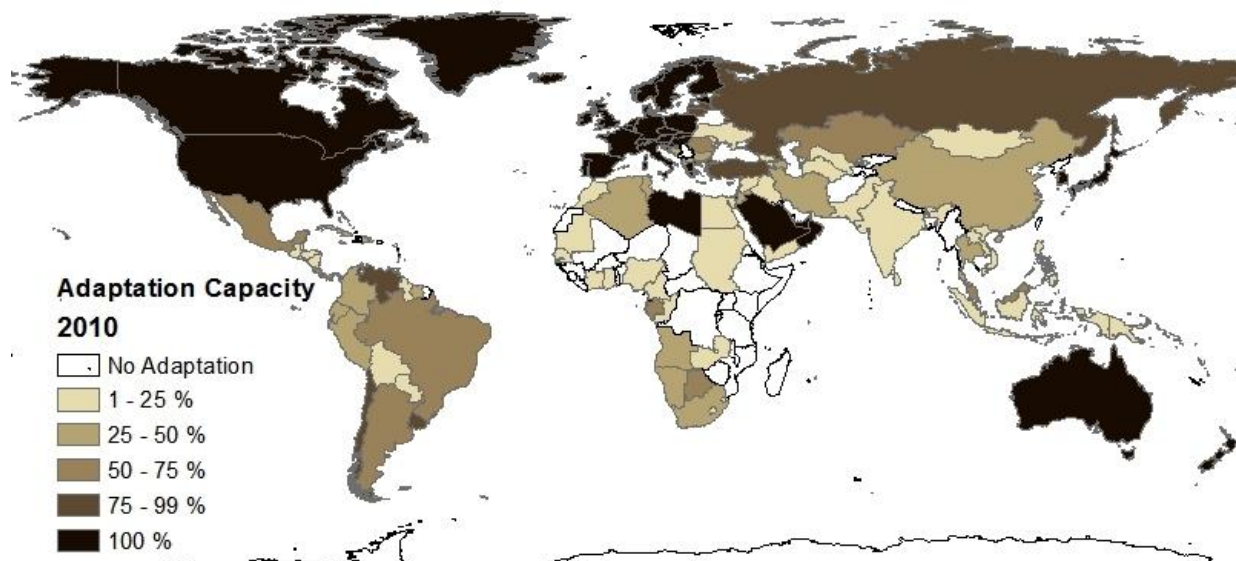 Adaptation Capacity
2010
No Adaptation
1 - 25 %
25 - 50 %
50 - 75 %
75 - 99 %
100 %